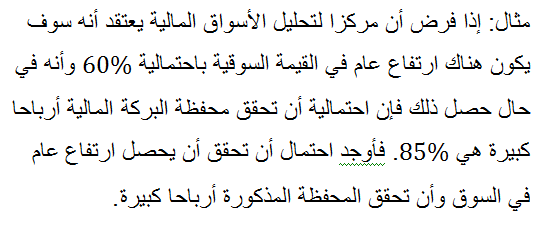 مثال: إذا فرض أن مركزا لتحليل الأسواق المالية يعتقد أنه سوف
يكون هناك ارتفاع عام في القيمة السوقية باحتمالية 60% وأنه في
حال حصل ذلك فإن احتمالية أن تحقق محفظة البركة المالية أرباحا
كبيرة هي 85%. فأوجد احتمال أن تحقق أن يحصل ارتفاع عام
في السوق وأن تحقق المحفظة المذكورة أرباحا كبيرة.